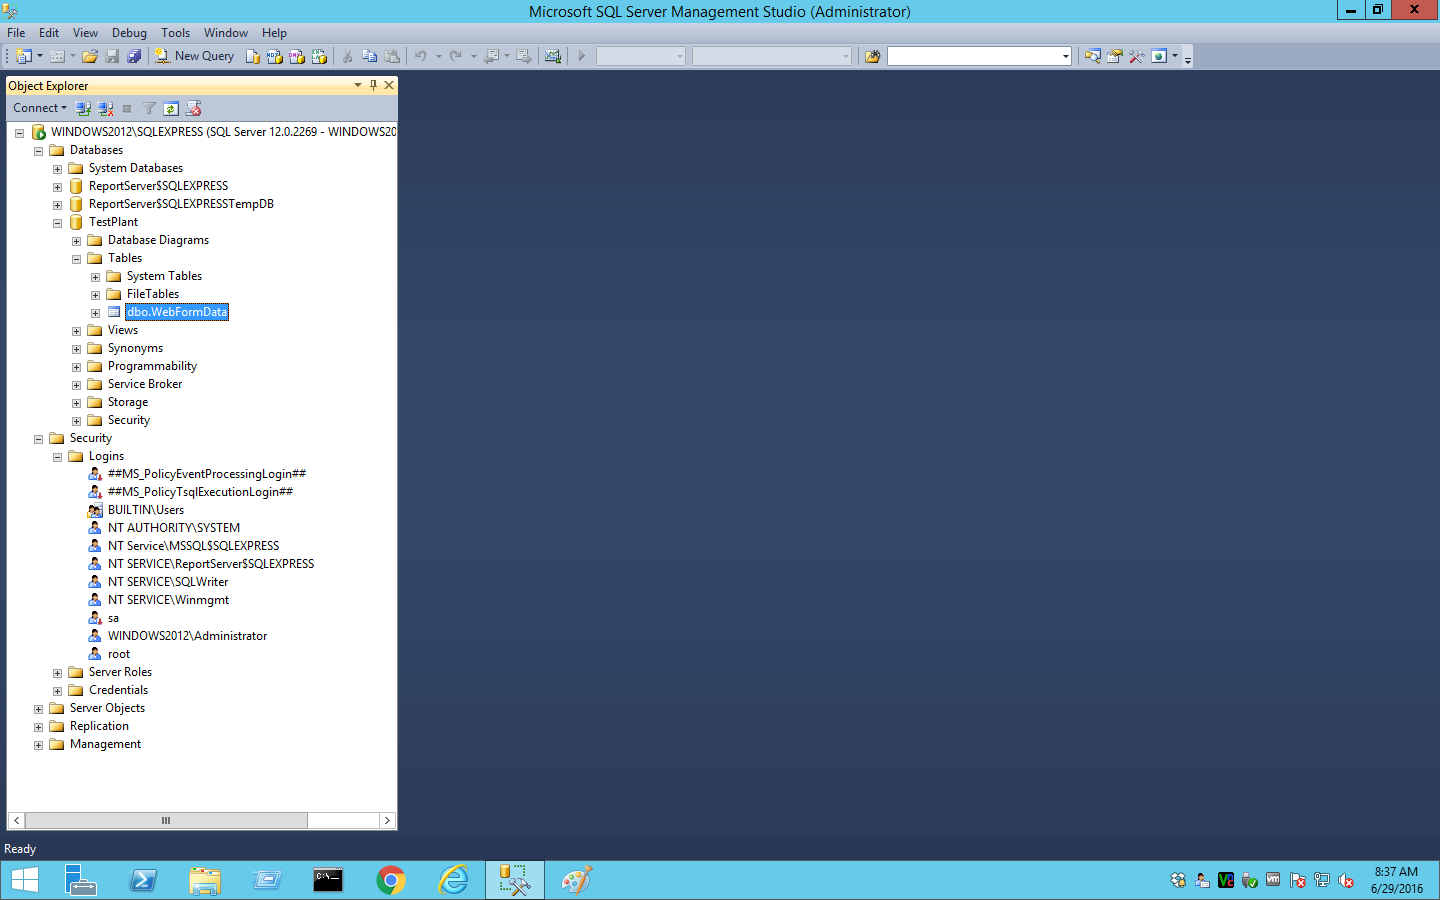 Microsoft SQL Server Management Studio (Administrator)
File Edit View Debug Tools Window Help
New Query
Object Explorer
Connect
WINDOWS2012\SQLEXPRESS (SQL Server 12.0.2269 - WINDOWS20
Databases
System Databases
ReportServer$SQLEXPRESS
ReportServer$SQLEXPRESSTempDB
TestPlant
Database Diagrams
Tables
System Tables
FileTables
dbo.WebFormData
Views
Synonyms
Programmability
Service Broker
Storage
Security
Security
Logins
##MS_PolicyEventProcessingLogin##
##MS_PolicyTsqlExecutionLogin##
BUILTIN\Users
NT AUTHORITY\SYSTEM
NT Service\MSSQL$SQLEXPRESS
NT SERVICE\ReportServer$SQLEXPRESS
NT SERVICE\SQLWriter
NT SERVICE\Winmgmt
sa
WINDOWS2012\Administrator
root
Server Roles
Credentials
Server Objects
Replication
Management
Ready
8:37 AM
6/29/2016